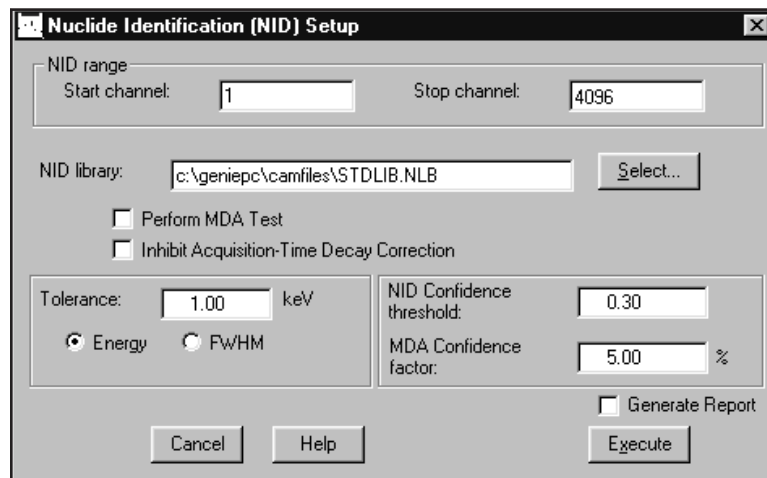 Nuclide Identification (NID) Setup
NID range
Start channel: 1 Stop channel: 4096
NID library: c:\geniepc\camfiles\STDLIB.NLB Select...
Perform MDA Test
Inhibit Acquisition-Time Decay Correction
Tolerance: 1.00 keV
Energy FWHM
NID Confidence
threshold: 0.30
MDA Confidence
factor: 5.00 %
Generate Report
Cancel Help Execute